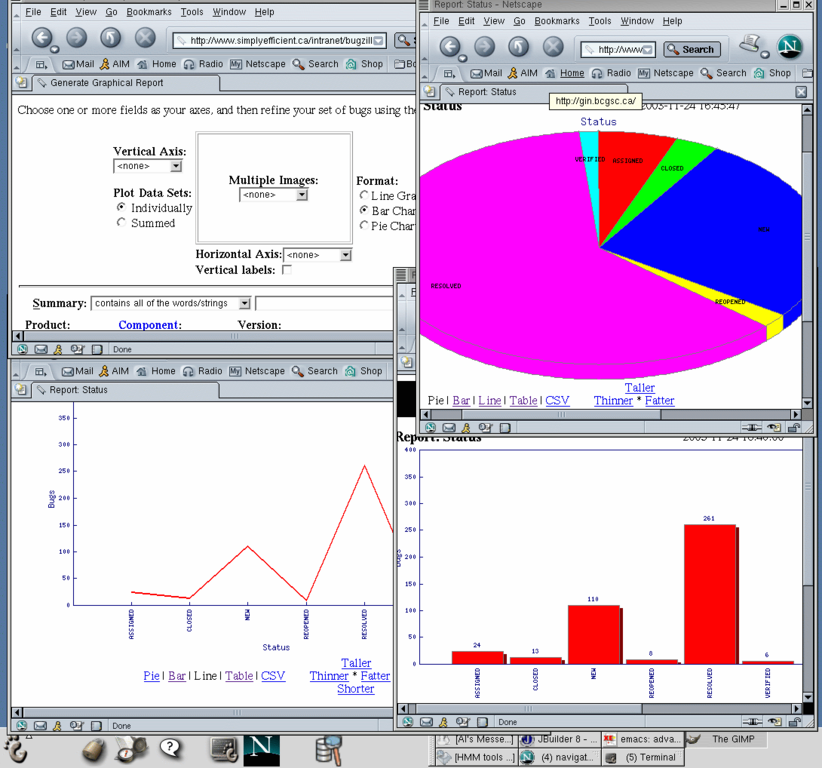 File Edit View Go Bookmarks Tools Window Help
http://www.simplyefficient.ca/intranet/bugzill
Mail AIM Home Radio My Netscape Search Shop
Generate Graphical Report
Choose one or more fields as your axes, and then refine your set of bugs using the
Vertical Axis:
<none>
Plot Data Sets:
Individually
Summed
Multiple Images:
<none>
Format:
Line Gra
Bar Char
Pie Char
Horizontal Axis: <none>
Vertical labels:
Summary: contains all of the words/strings
Product: Component: Version:
Done
Report: Status - Netscape
File Edit View Go Bookmarks Tools Window Help
http://www Search
Mail AIM Home Radio My Netscape Search Shop
Report: Status
http://gin.bcgsc.ca/
Status 2003-11-24 16:45:47
Status
VERIFIED
ASSIGNED
CLOSED
NEW
RESOLVED
REOPENED
Taller
Pie | Bar | Line | Table | CSV Thinner * Fatter
Mail AIM Home Radio My Netscape Search Shop
Report: Status
350
300
250
200
150
100
50
0
Bugs
ASSIGNED
CLOSED
NEW
REOPENED
RESOLVED
Status
Taller
Pie | Bar | Line | Table | CSV Thinner * Fatter
Shorter
Done
Report: Status
400
350
300
250
200
150
100
50
0
24
13
110
8
261
6
ASSIGNED
CLOSED
NEW
REOPENED
RESOLVED
VERIFIED
Done
[AI's Messe... JBuilder 8 - ... emacs: adva... The GIMP
[HMM tools ...] (4) navigat... (5) Terminal